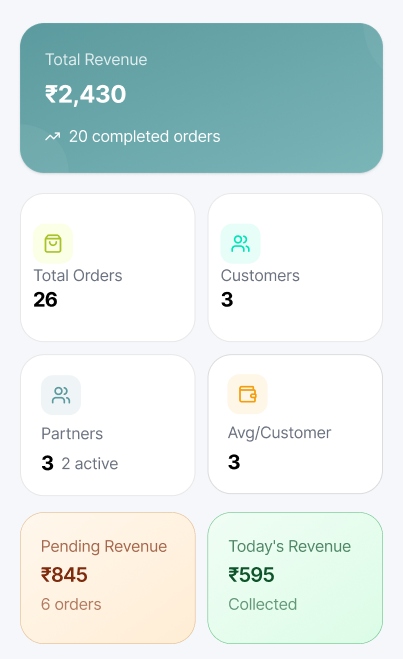 Total Revenue
₹2,430
20 completed orders
Total Orders
26
Customers
3
Partners
3 2 active
Avg/Customer
3
Pending Revenue
₹845
6 orders
Today's Revenue
₹595
Collected